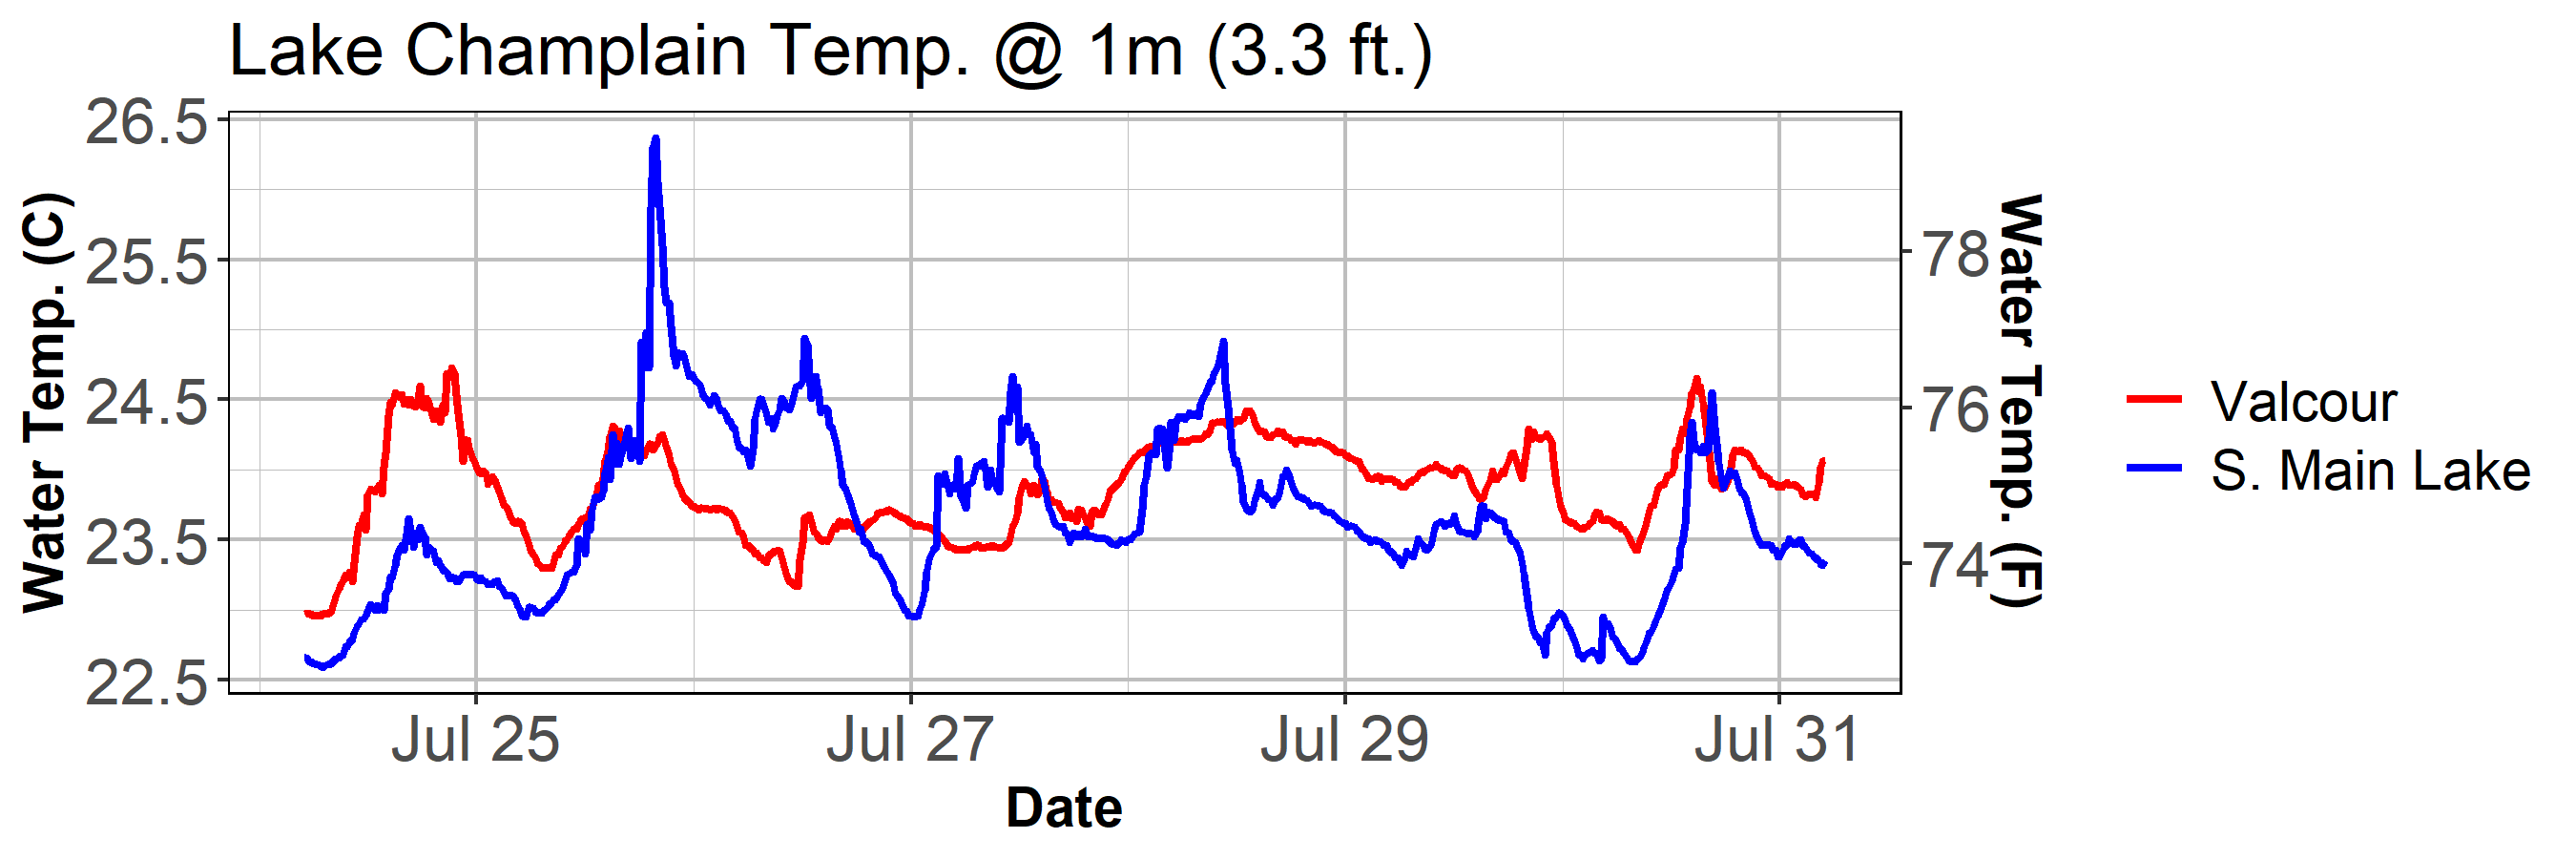 Lake Champlain Temp. @ 1m (3.3 ft.)
Water Temp. (C)
26.5
25.5
24.5
23.5
22.5
78
76
74
Water Temp. (F)
Jul 25
Jul 27
Jul 29
Jul 31
Date
Valcour
S. Main Lake